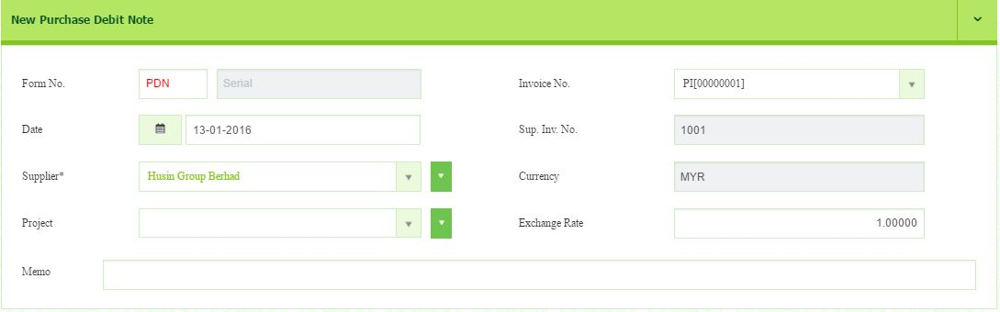 New Purchase Debit Note
Form No. PDN Serial Invoice No. PI[00000001]
Date 13-01-2016 Sup. Inv. No. 1001
Supplier* Husin Group Berhad Currency MYR
Project Exchange Rate 1.00000
Memo